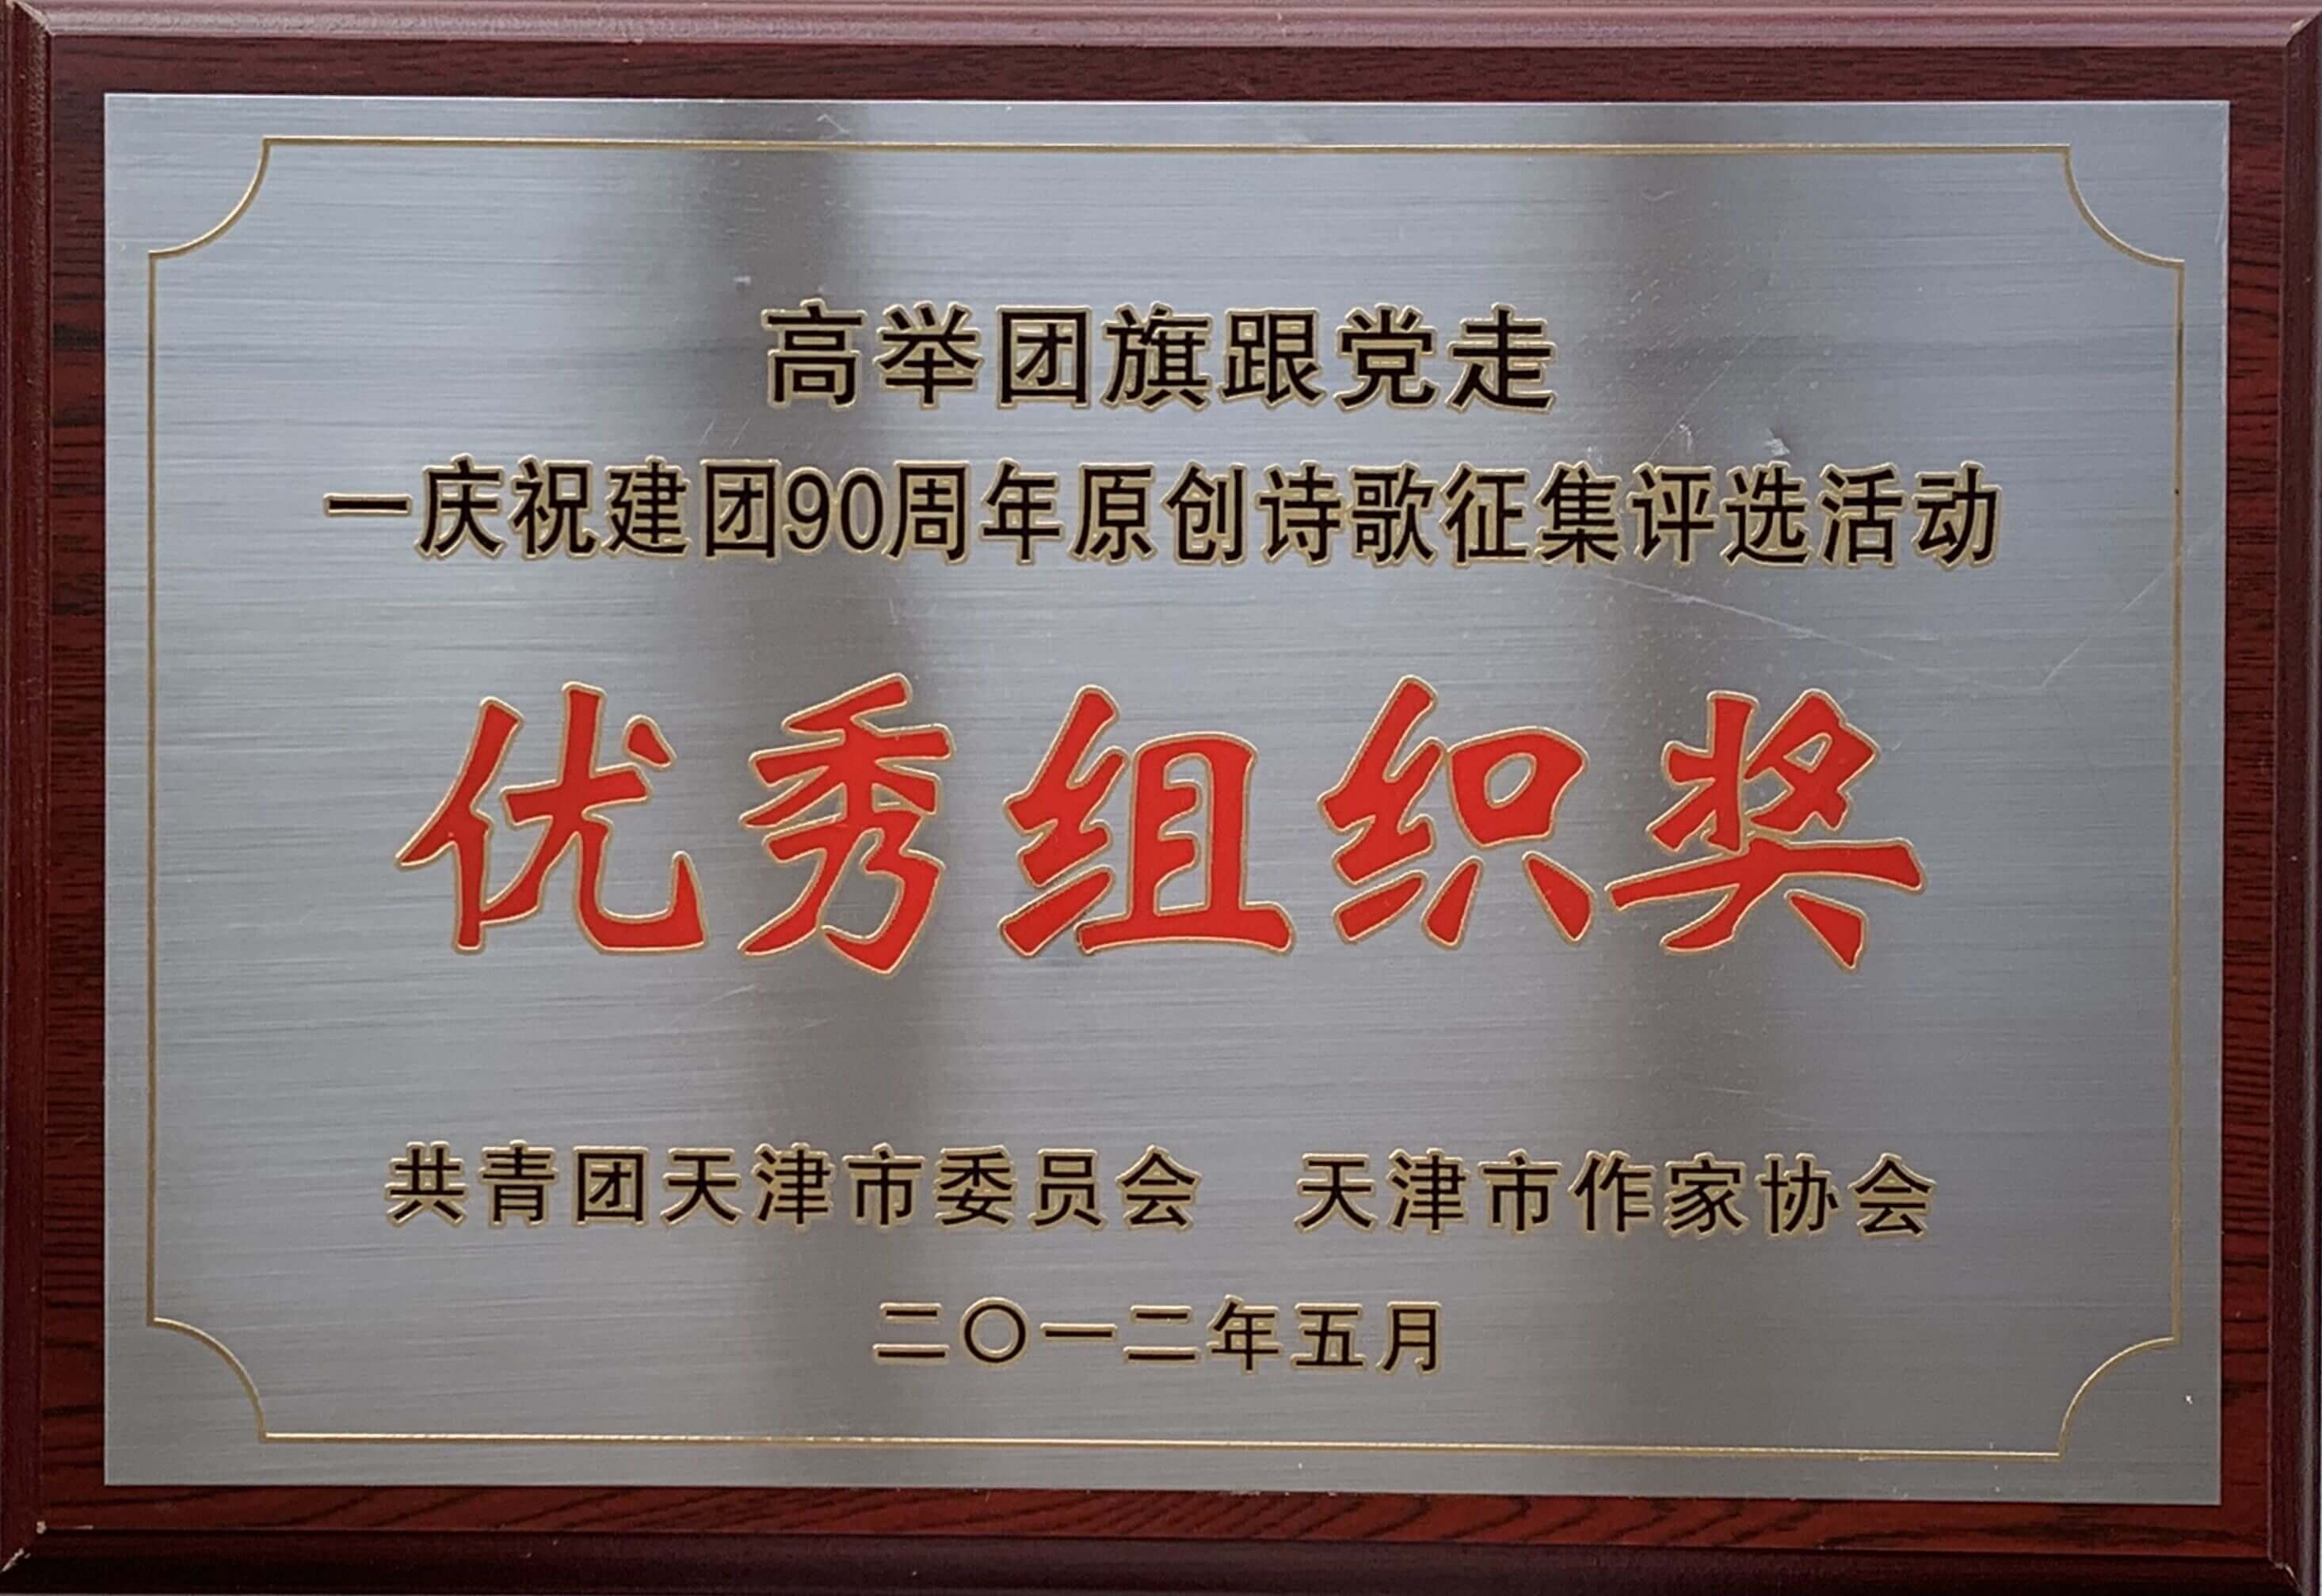 高举团旗跟党走
一庆祝建团90周年原创诗歌征集评选活动
优秀组织奖
共青团天津市委员会 天津市作家协会
二〇一二年五月